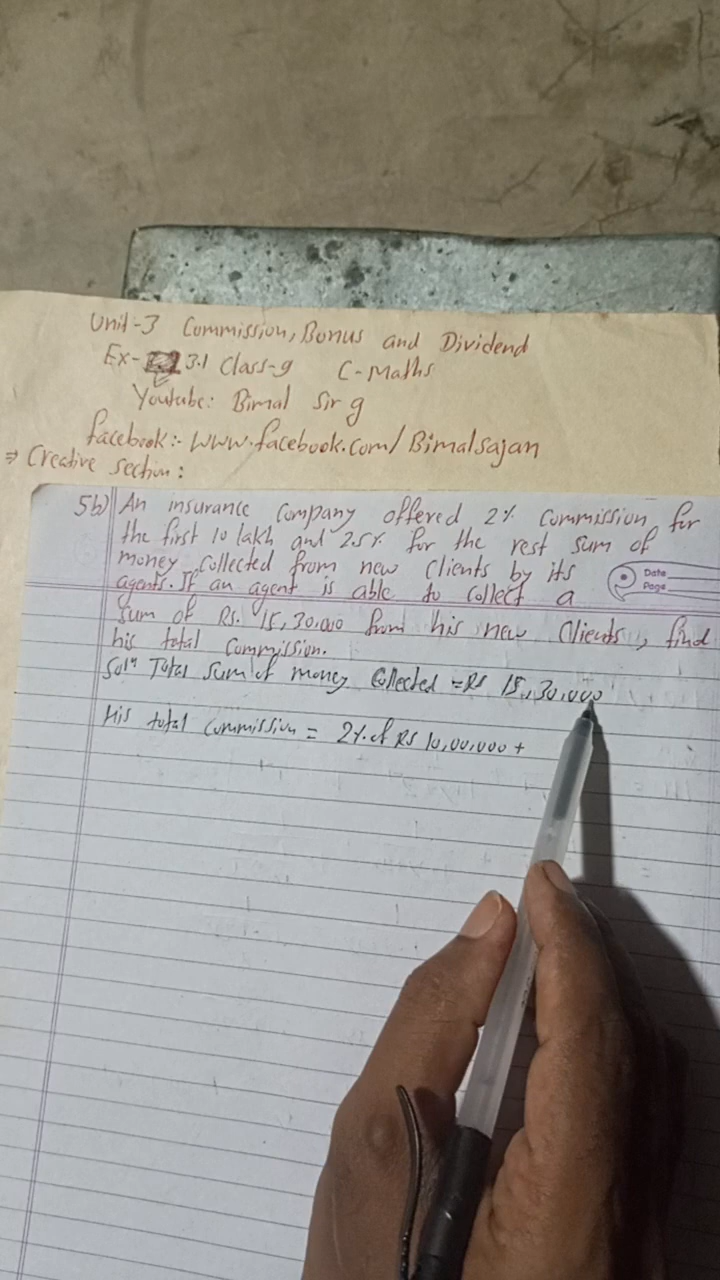 Unit-3 Commission, Bonus and Dividend
Ex- 3.1 Class-9 C-Maths
Youtube: Bimal Sir g
facebook:- www.facebook.com/Bimalsajan
⇒ Creative section:
5b) An insurance Company offered 2% Commission for
the first 10 lakh and 2.5% for the rest sum of
money collected from new clients by its
Date
Page
agents. If an agent is able to collect a
sum of Rs. 15,30,000 from his new clients, find
his total Commission.
Solⁿ Total sum of money Collected = Rs 15,30,000
His total commission = 2% of Rs 10,00,000 +